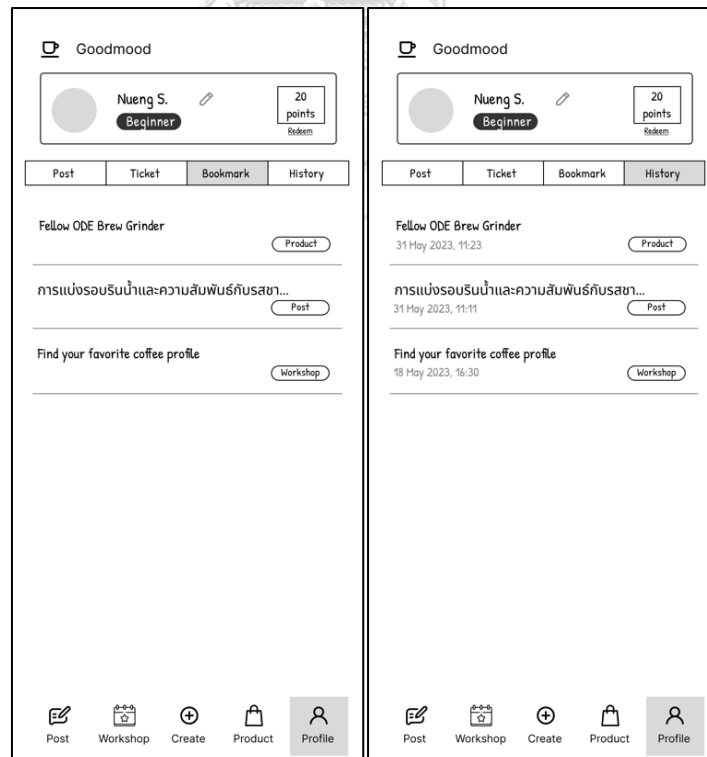 Goodmood
Nueng S.
Beginner
20
points
Redeem
Post Ticket Bookmark History
Fellow ODE Brew Grinder
Product
การแบ่งรอบรินน้ำและความสัมพันธ์กับรสชา...
Post
Find your favorite coffee profile
Workshop
Post Workshop Create Product Profile
Goodmood
Nueng S.
Beginner
20
points
Redeem
Post Ticket Bookmark History
Fellow ODE Brew Grinder
31 May 2023, 11:23
Product
การแบ่งรอบรินน้ำและความสัมพันธ์กับรสชา...
31 May 2023, 11:11
Post
Find your favorite coffee profile
18 May 2023, 16:30
Workshop
Post Workshop Create Product Profile